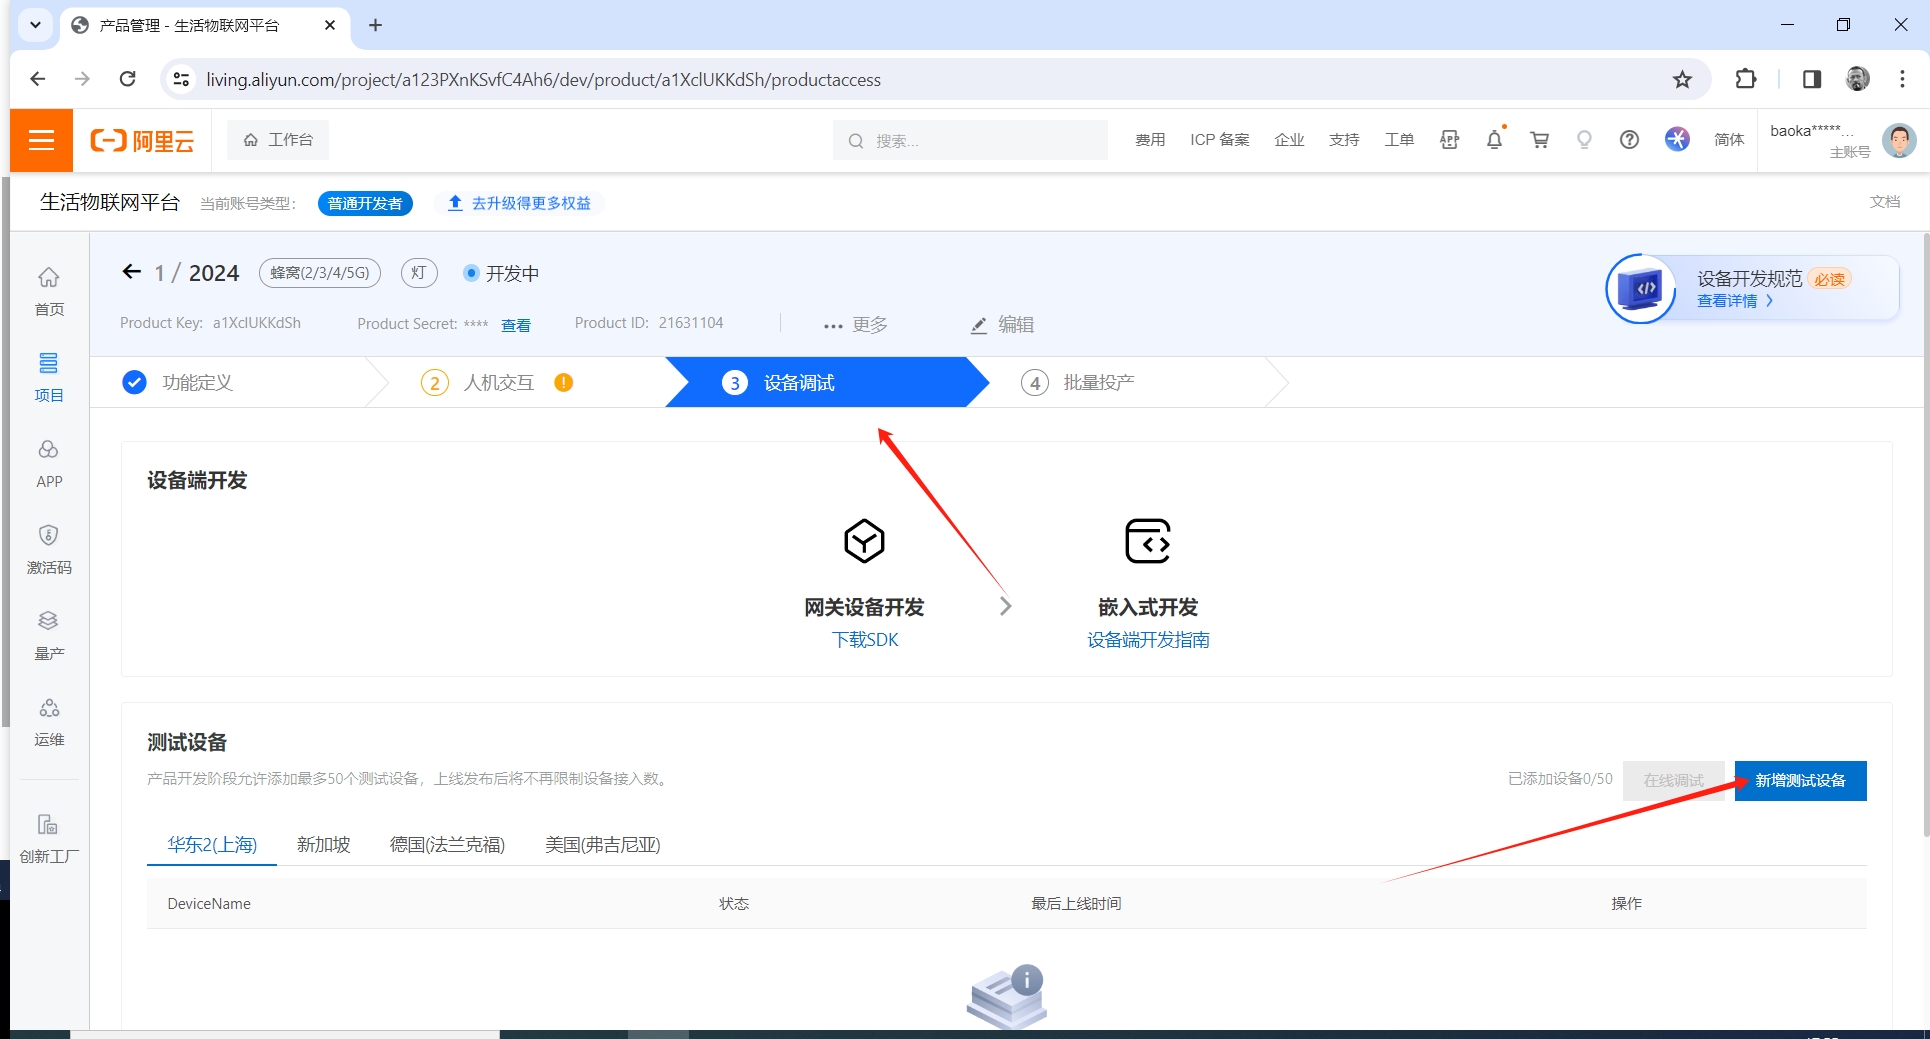 产品管理 - 生活物联网平台
living.aliyun.com/project/a123PXnKSvfC4Ah6/dev/product/a1XclUKKdSh/productaccess
阿里云
工作台
搜索...
费用
ICP 备案
企业
支持
工单
简体
baoka*****...
主账号
生活物联网平台
当前账号类型：
普通开发者
去升级得更多权益
文档
首页
项目
APP
激活码
量产
运维
创新工厂
1 / 2024
蜂窝(2/3/4/5G)
灯
开发中
Product Key: a1XclUKKdSh
Product Secret: **** 查看
Product ID: 21631104
··· 更多
编辑
设备开发规范 必读
查看详情
功能定义
2 人机交互 !
3 设备调试
4 批量投产
设备端开发
网关设备开发
下载SDK
嵌入式开发
设备端开发指南
测试设备
产品开发阶段允许添加最多50个测试设备，上线发布后将不再限制设备接入数。
已添加设备0/50
在线调试
新增测试设备
华东2(上海)
新加坡
德国(法兰克福)
美国(弗吉尼亚)
DeviceName
状态
最后上线时间
操作